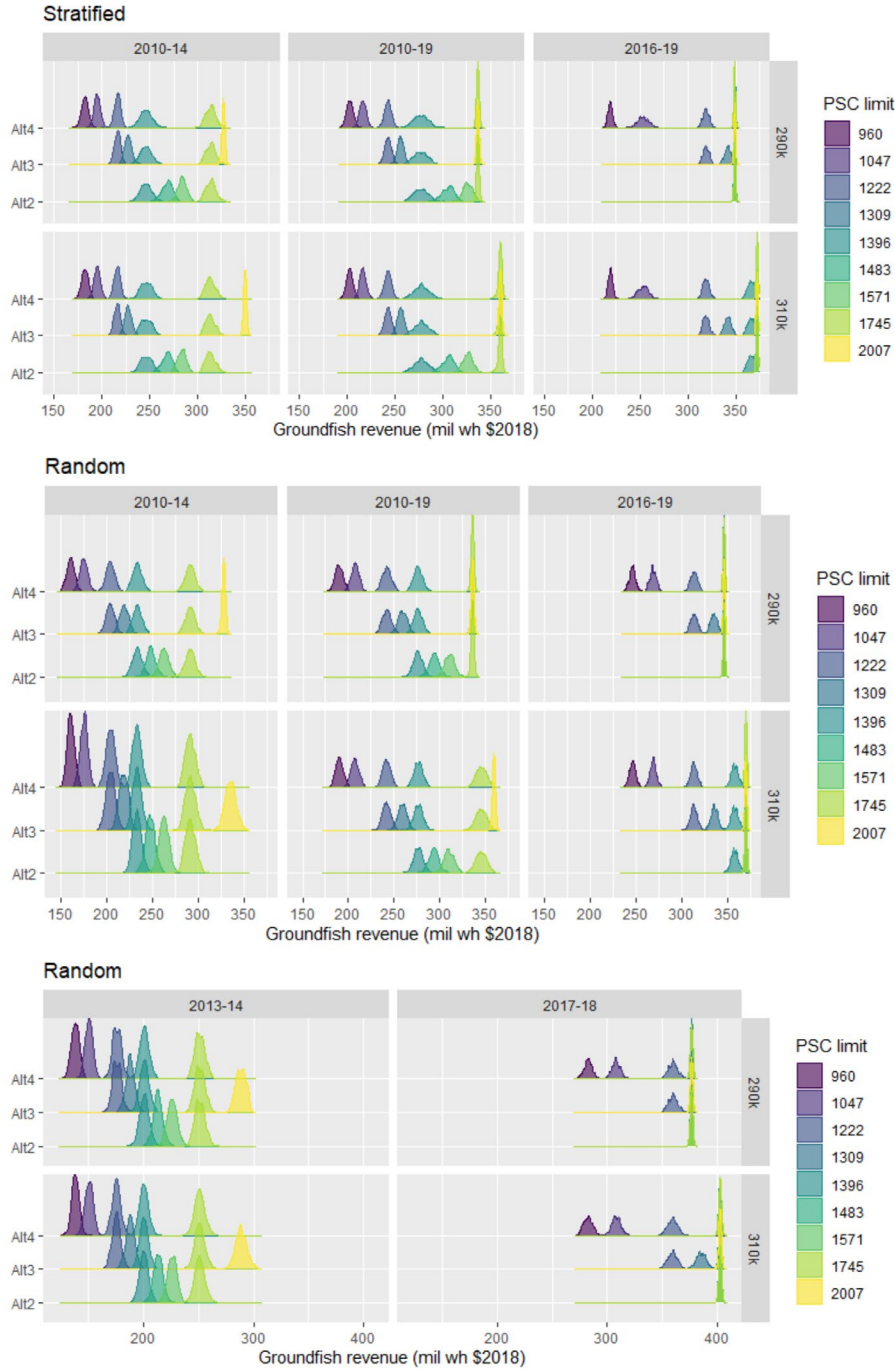 Stratified
2010-14 2010-19 2016-19
Alt4
Alt3
Alt2
290k
Alt4
Alt3
Alt2
310k
150 200 250 300 350 150 200 250 300 350 150 200 250 300 350
Groundfish revenue (mil wh $2018)
PSC limit
960
1047
1222
1309
1396
1483
1571
1745
2007
Random
2010-14 2010-19 2016-19
Alt4
Alt3
Alt2
290k
Alt4
Alt3
Alt2
310k
150 200 250 300 350 150 200 250 300 350 150 200 250 300 350
Groundfish revenue (mil wh $2018)
PSC limit
960
1047
1222
1309
1396
1483
1571
1745
2007
Random
2013-14 2017-18
Alt4
Alt3
Alt2
290k
Alt4
Alt3
Alt2
310k
200 300 400 200 300 400
Groundfish revenue (mil wh $2018)
PSC limit
960
1047
1222
1309
1396
1483
1571
1745
2007